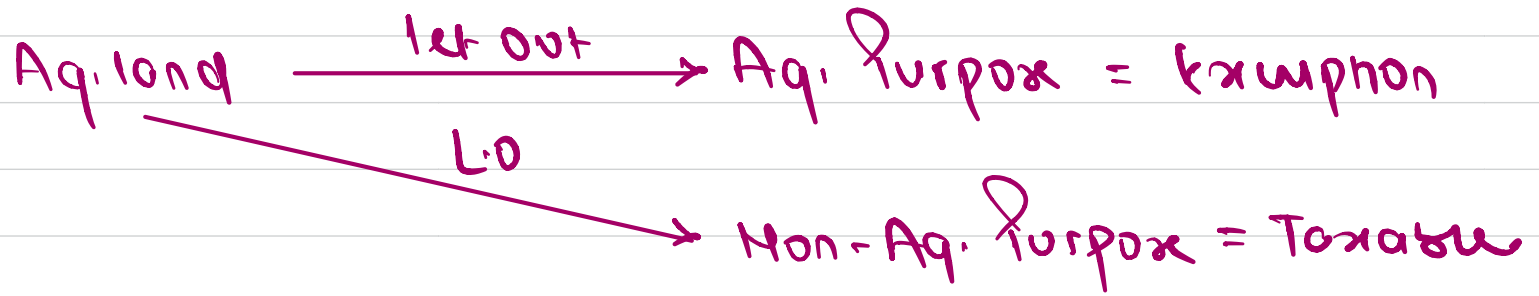 Ag. land let out → Ag. Purpose = Exemption
L.O → Non-Ag. Purpose = Taxable